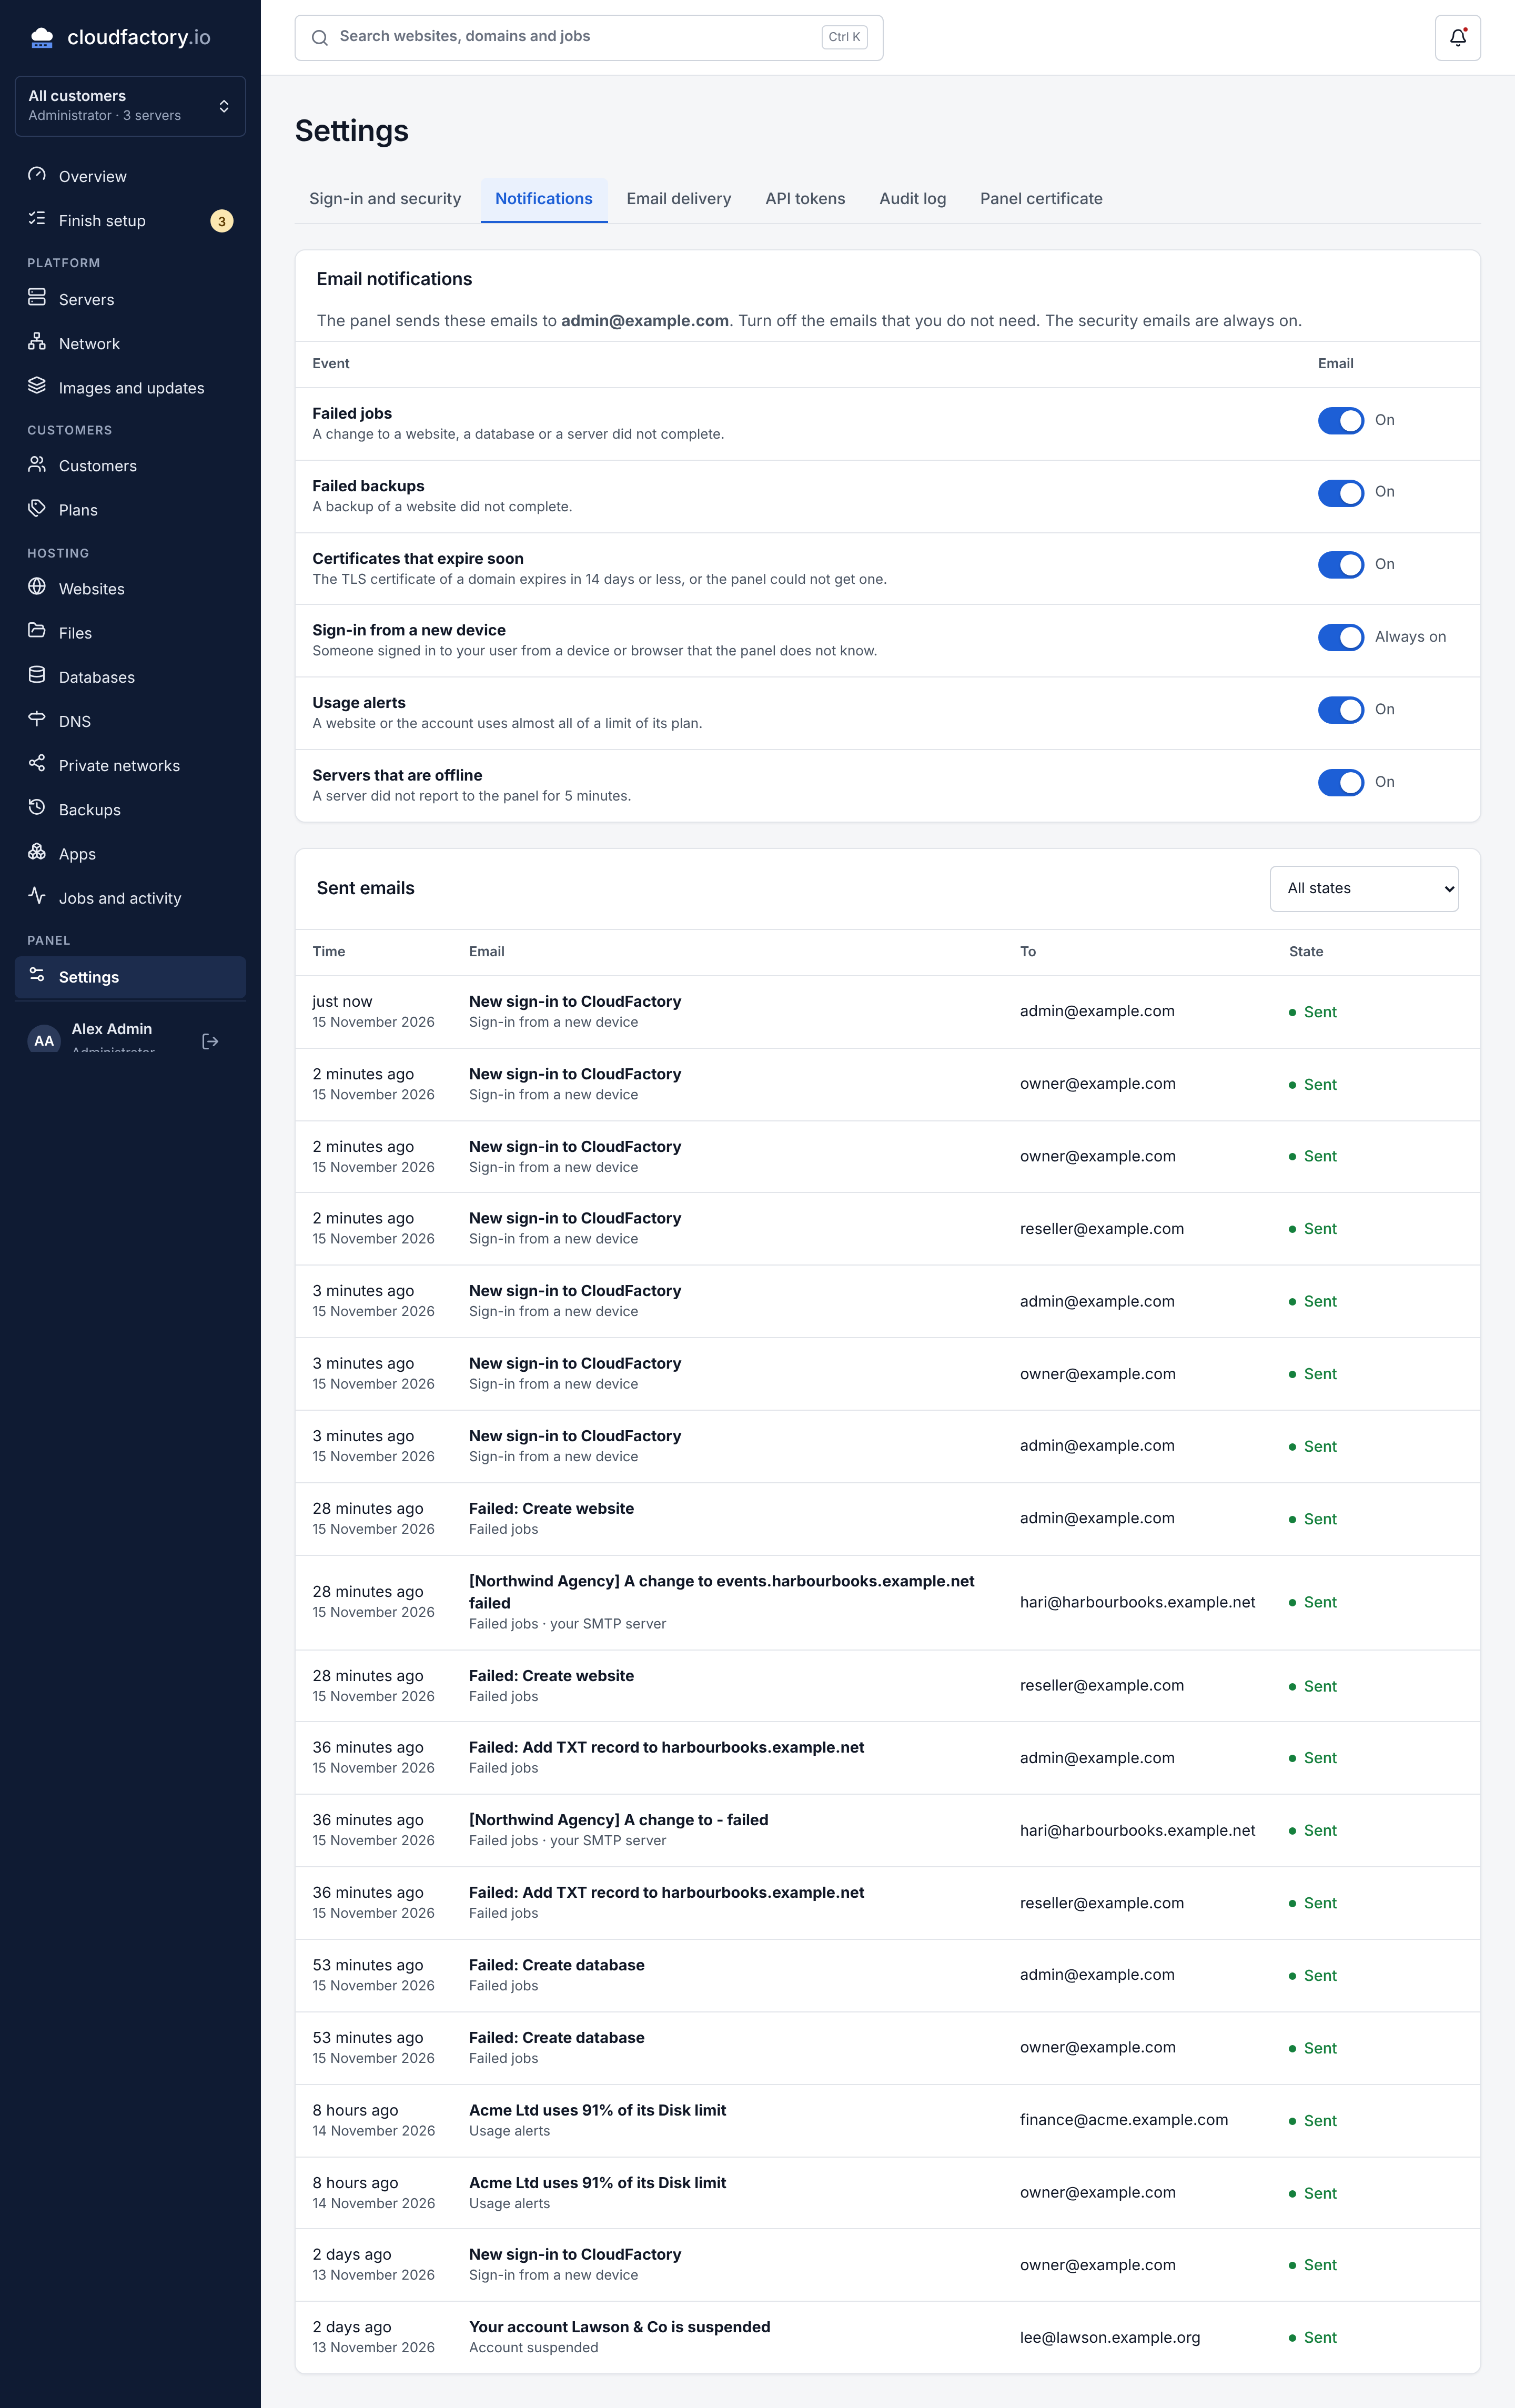 cloudfactory.io
Search websites, domains and jobs
Ctrl K
All customers
Administrator · 3 servers
Overview
Finish setup
3
PLATFORM
Servers
Network
Images and updates
CUSTOMERS
Customers
Plans
HOSTING
Websites
Files
Databases
DNS
Private networks
Backups
Apps
Jobs and activity
PANEL
Settings
AA
Alex Admin
Administrator
Settings
Sign-in and security
Notifications
Email delivery
API tokens
Audit log
Panel certificate
Email notifications
The panel sends these emails to admin@example.com. Turn off the emails that you do not need. The security emails are always on.
Event
Email
Failed jobs
A change to a website, a database or a server did not complete.
On
Failed backups
A backup of a website did not complete.
On
Certificates that expire soon
The TLS certificate of a domain expires in 14 days or less, or the panel could not get one.
On
Sign-in from a new device
Someone signed in to your user from a device or browser that the panel does not know.
Always on
Usage alerts
A website or the account uses almost all of a limit of its plan.
On
Servers that are offline
A server did not report to the panel for 5 minutes.
On
Sent emails
All states
Time
Email
To
State
just now
15 November 2026
New sign-in to CloudFactory
Sign-in from a new device
admin@example.com
Sent
2 minutes ago
15 November 2026
New sign-in to CloudFactory
Sign-in from a new device
owner@example.com
Sent
2 minutes ago
15 November 2026
New sign-in to CloudFactory
Sign-in from a new device
owner@example.com
Sent
2 minutes ago
15 November 2026
New sign-in to CloudFactory
Sign-in from a new device
reseller@example.com
Sent
3 minutes ago
15 November 2026
New sign-in to CloudFactory
Sign-in from a new device
admin@example.com
Sent
3 minutes ago
15 November 2026
New sign-in to CloudFactory
Sign-in from a new device
owner@example.com
Sent
3 minutes ago
15 November 2026
New sign-in to CloudFactory
Sign-in from a new device
admin@example.com
Sent
28 minutes ago
15 November 2026
Failed: Create website
Failed jobs
admin@example.com
Sent
28 minutes ago
15 November 2026
[Northwind Agency] A change to events.harbourbooks.example.net
failed
Failed jobs · your SMTP server
hari@harbourbooks.example.net
Sent
28 minutes ago
15 November 2026
Failed: Create website
Failed jobs
reseller@example.com
Sent
36 minutes ago
15 November 2026
Failed: Add TXT record to harbourbooks.example.net
Failed jobs
admin@example.com
Sent
36 minutes ago
15 November 2026
[Northwind Agency] A change to - failed
Failed jobs · your SMTP server
hari@harbourbooks.example.net
Sent
36 minutes ago
15 November 2026
Failed: Add TXT record to harbourbooks.example.net
Failed jobs
reseller@example.com
Sent
53 minutes ago
15 November 2026
Failed: Create database
Failed jobs
admin@example.com
Sent
53 minutes ago
15 November 2026
Failed: Create database
Failed jobs
owner@example.com
Sent
8 hours ago
14 November 2026
Acme Ltd uses 91% of its Disk limit
Usage alerts
finance@acme.example.com
Sent
8 hours ago
14 November 2026
Acme Ltd uses 91% of its Disk limit
Usage alerts
owner@example.com
Sent
2 days ago
13 November 2026
New sign-in to CloudFactory
Sign-in from a new device
owner@example.com
Sent
2 days ago
13 November 2026
Your account Lawson & Co is suspended
Account suspended
lee@lawson.example.org
Sent